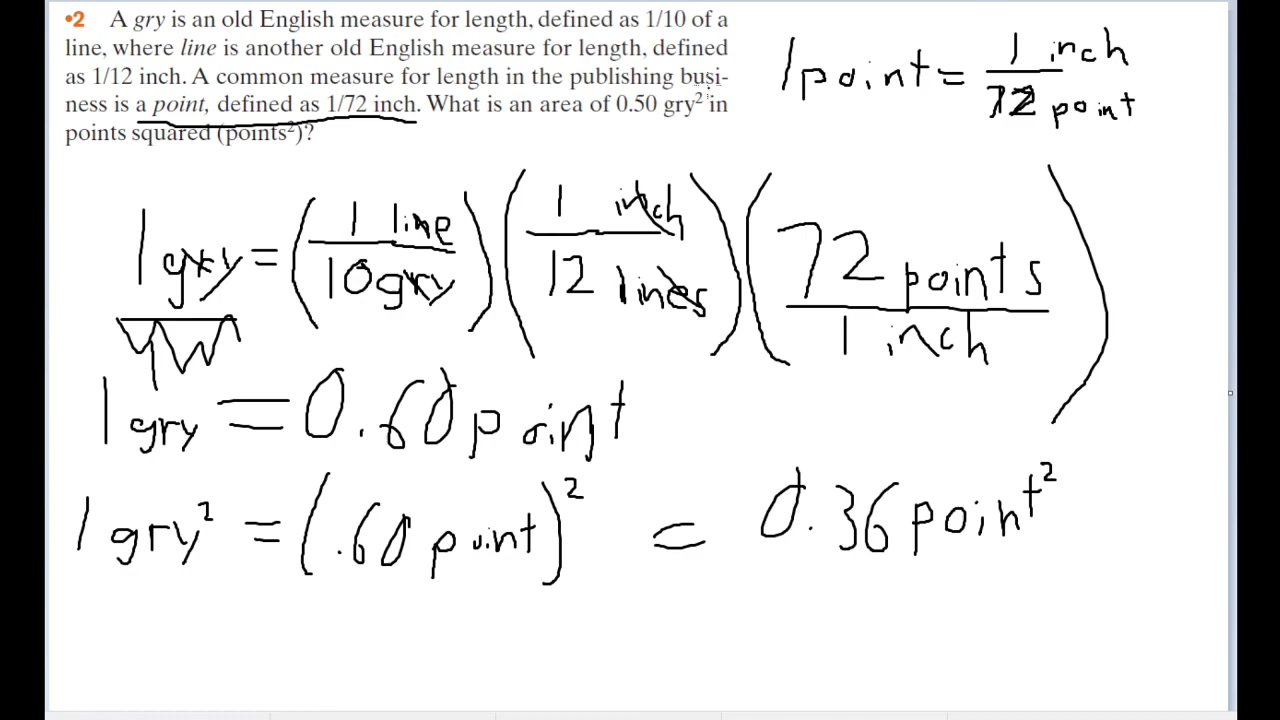 •2 A gry is an old English measure for length, defined as 1/10 of a
line, where line is another old English measure for length, defined
as 1/12 inch. A common measure for length in the publishing busi-
ness is a point, defined as 1/72 inch. What is an area of 0.50 gry² in
points squared (points²)?
1 point = 1 inch / 72 point
1 gry = (1 line / 10 gry) (1 inch / 12 lines) (72 points / 1 inch)
1 gry = 0.60 point
1 gry² = (.60 point)² = 0.36 point²